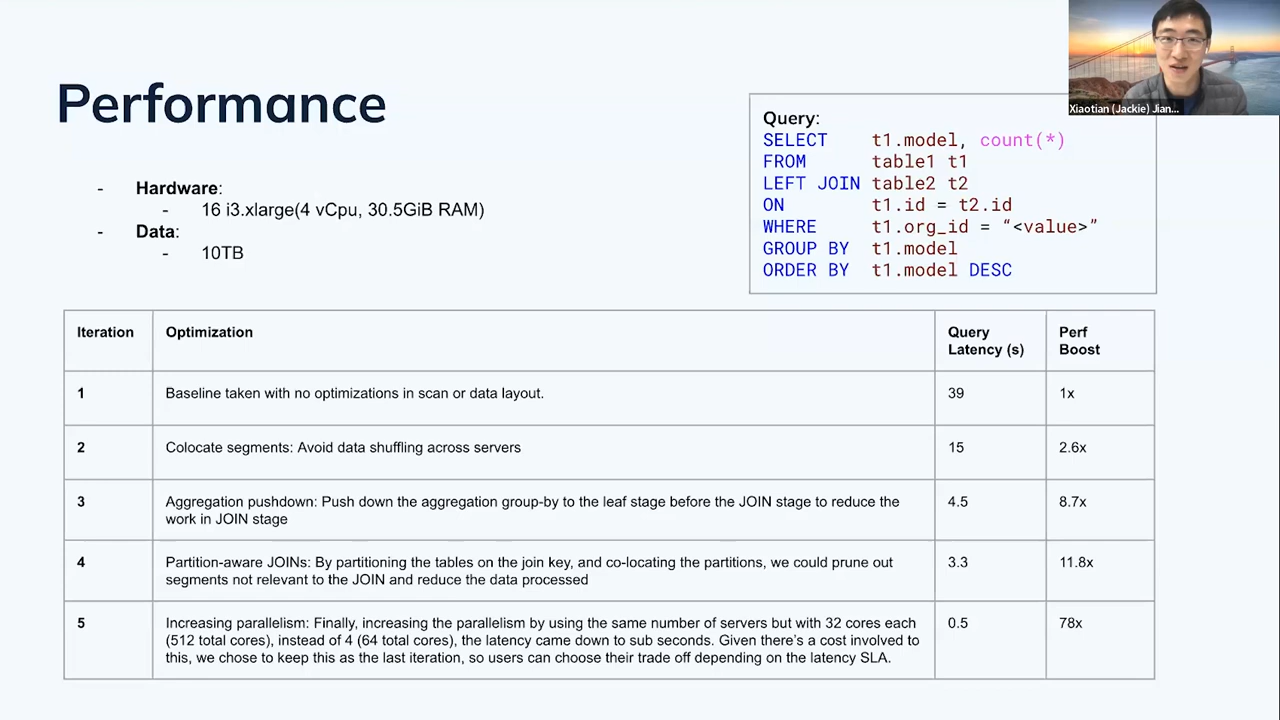 Xiaotian (Jackie) Jian...
Performance
- Hardware:
- 16 i3.xlarge(4 vCpu, 30.5GiB RAM)
- Data:
- 10TB
Query:
SELECT t1.model, count(*)
FROM table1 t1
LEFT JOIN table2 t2
ON t1.id = t2.id
WHERE t1.org_id = “<value>”
GROUP BY t1.model
ORDER BY t1.model DESC
Iteration Optimization Query Latency (s) Perf Boost
1 Baseline taken with no optimizations in scan or data layout. 39 1x
2 Colocate segments: Avoid data shuffling across servers 15 2.6x
3 Aggregation pushdown: Push down the aggregation group-by to the leaf stage before the JOIN stage to reduce the 4.5 8.7x
work in JOIN stage
4 Partition-aware JOINs: By partitioning the tables on the join key, and co-locating the partitions, we could prune out 3.3 11.8x
segments not relevant to the JOIN and reduce the data processed
5 Increasing parallelism: Finally, increasing the parallelism by using the same number of servers but with 32 cores each 0.5 78x
(512 total cores), instead of 4 (64 total cores), the latency came down to sub seconds. Given there’s a cost involved to
this, we chose to keep this as the last iteration, so users can choose their trade off depending on the latency SLA.